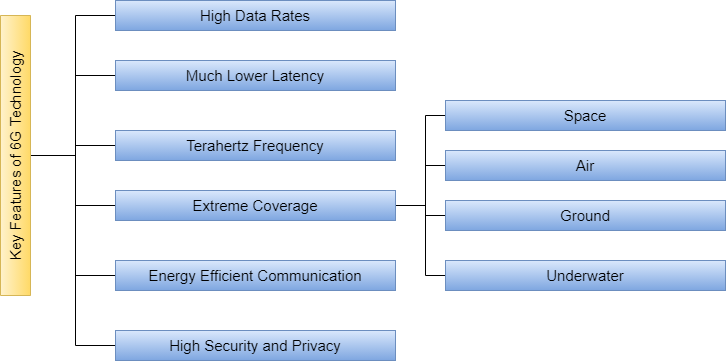 Key Features of 6G Technology
High Data Rates
Much Lower Latency
Terahertz Frequency
Extreme Coverage
Energy Efficient Communication
High Security and Privacy
Space
Air
Ground
Underwater